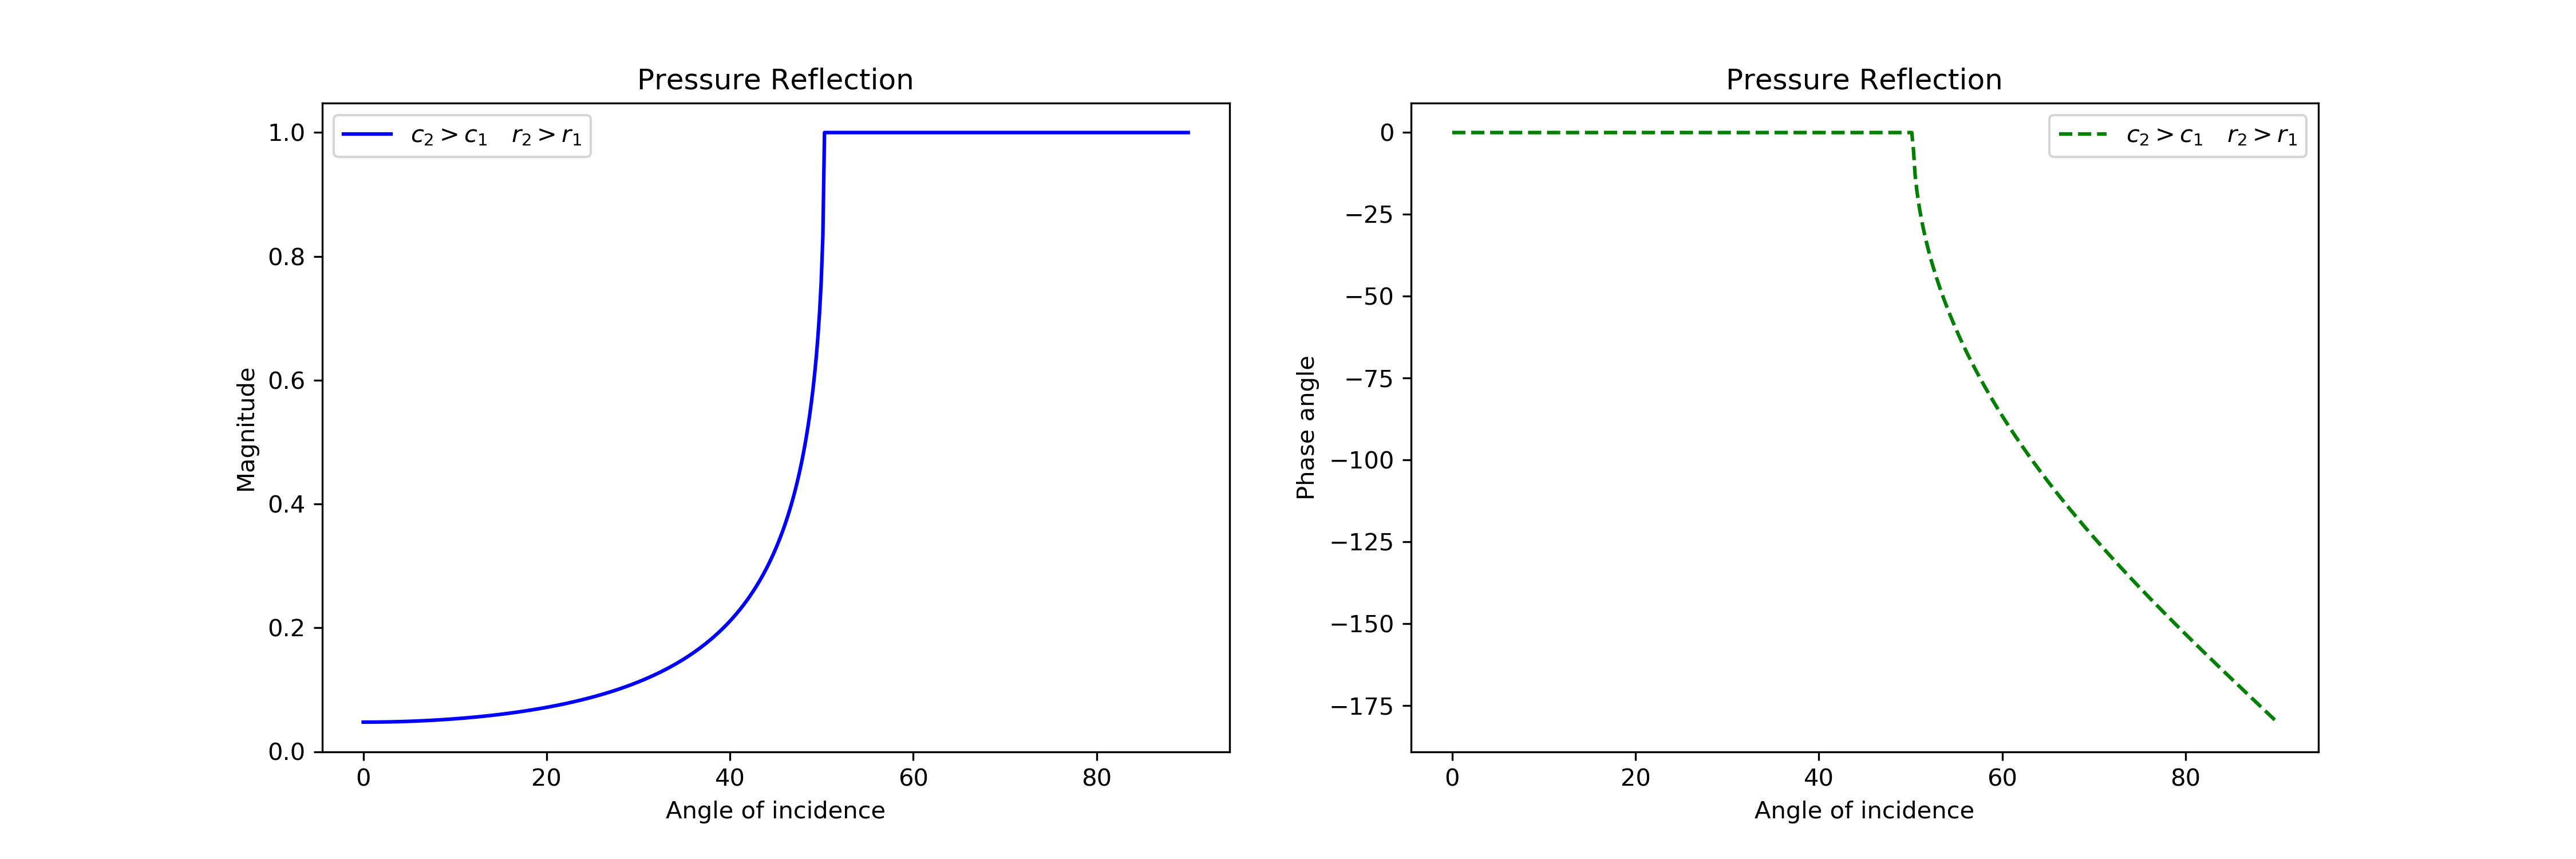 Pressure Reflection
c₂ > c₁ r₂ > r₁
1.0
0.8
0.6
0.4
0.2
0.0
Magnitude
0 20 40 60 80
Angle of incidence
Pressure Reflection
c₂ > c₁ r₂ > r₁
0
−25
−50
−75
−100
−125
−150
−175
Phase angle
0 20 40 60 80
Angle of incidence